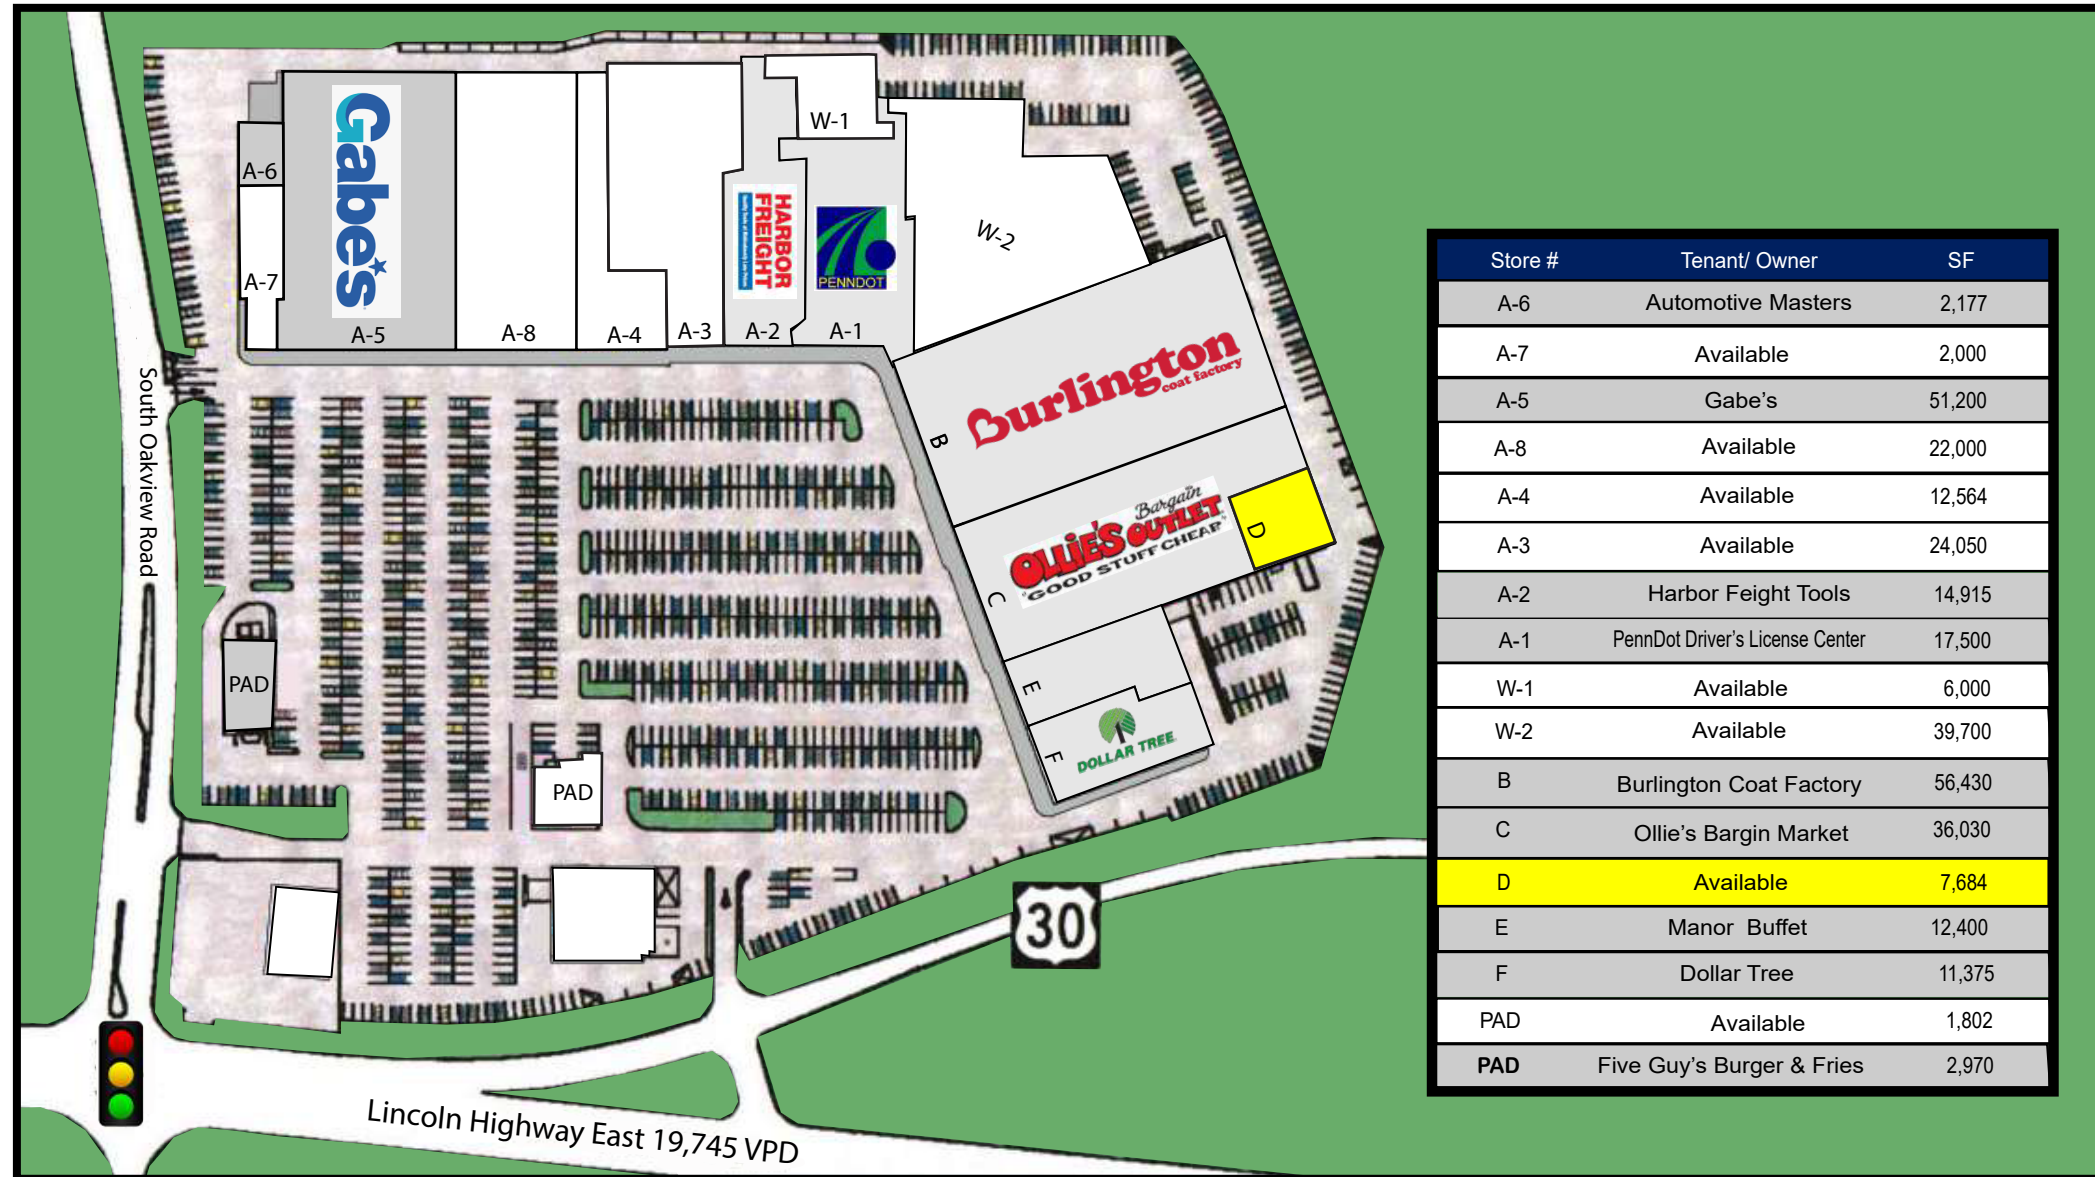 Gabe's
A-6
A-7
A-5
A-8
A-4
A-3
A-2
A-1
HARBOR
FREIGHT
PENNDOT
W-1
W-2
B
Burlington
coat factory
C
Bargain
OLLIE'S OUTLET
"GOOD STUFF CHEAP"
D
E
F
DOLLAR TREE
PAD
PAD
South Oakview Road
30
Lincoln Highway East 19,745 VPD
Store # Tenant/ Owner SF
A-6 Automotive Masters 2,177
A-7 Available 2,000
A-5 Gabe's 51,200
A-8 Available 22,000
A-4 Available 12,564
A-3 Available 24,050
A-2 Harbor Feight Tools 14,915
A-1 PennDot Driver's License Center 17,500
W-1 Available 6,000
W-2 Available 39,700
B Burlington Coat Factory 56,430
C Ollie's Bargin Market 36,030
D Available 7,684
E Manor Buffet 12,400
F Dollar Tree 11,375
PAD Available 1,802
PAD Five Guy's Burger & Fries 2,970